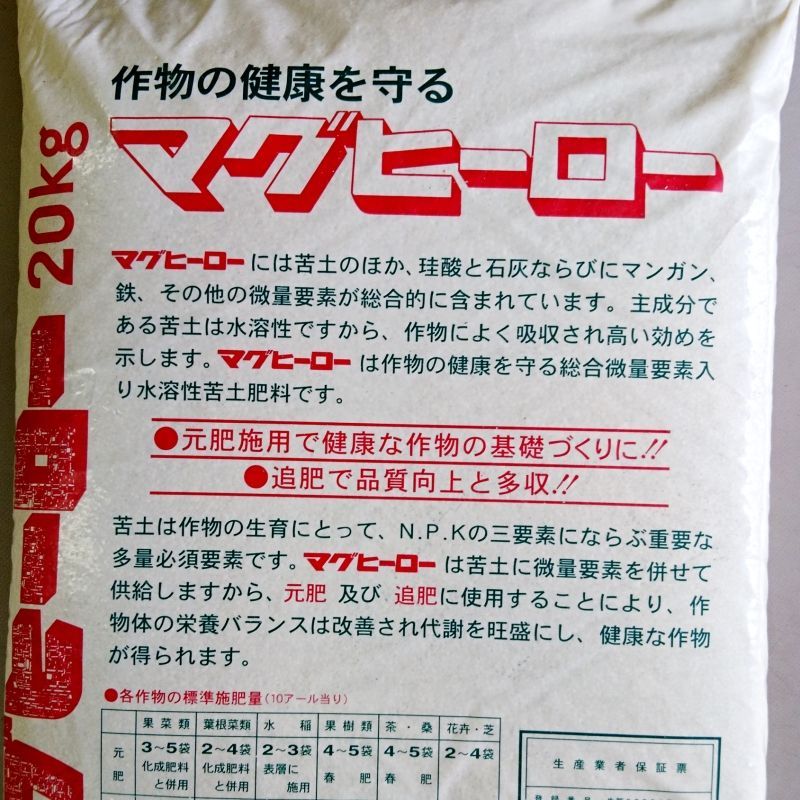 作物の健康を守る
マグヒーロー
20kg
マグヒーローには苦土のほか、珪酸と石灰ならびにマンガン、
鉄、その他の微量要素が総合的に含まれています。主成分で
ある苦土は水溶性ですから、作物によく吸収され高い効めを
示します。マグヒーローは作物の健康を守る総合微量要素入
り水溶性苦土肥料です。
●元肥施用で健康な作物の基礎づくりに!!
●追肥で品質向上と多収!!
苦土は作物の生育にとって、N.P.Kの三要素にならぶ重要な
多量必須要素です。マグヒーローは苦土に微量要素を併せて
供給しますから、元肥 及び 追肥に使用することにより、作
物体の栄養バランスは改善され代謝を旺盛にし、健康な作物
が得られます。
●各作物の標準施肥量(10アール当り)
果菜類 葉根菜類 水稲 果樹類 茶・桑 花卉・芝
元肥 3〜5袋 2〜4袋 2〜3袋 4〜5袋 4〜5袋 2〜4袋
化成肥料 化成肥料 表層に 春肥 春肥
と併用 と併用 施用
生産業者保証票